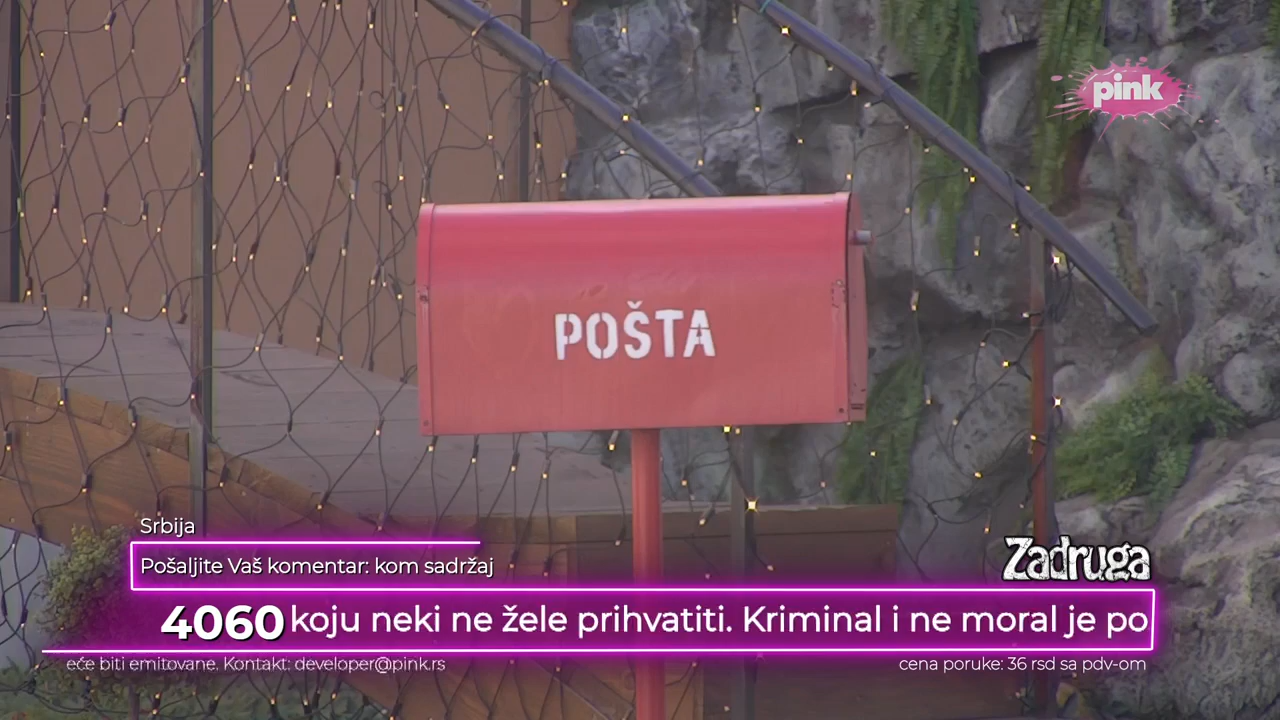 pink
POŠTA
Srbija
Zadruga
Pošaljite Vaš komentar: kom sadržaj
4060 koju neki ne žele prihvatiti. Kriminal i ne moral je po
eće biti emitovane. Kontakt: developer@pink.rs
cena poruke: 36 rsd sa pdv-om